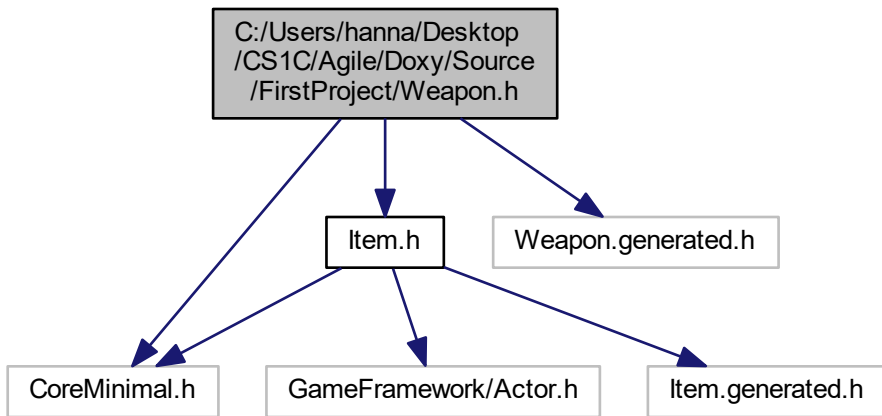 C:/Users/hanna/Desktop
/CS1C/Agile/Doxy/Source
/FirstProject/Weapon.h
Item.h
Weapon.generated.h
CoreMinimal.h
GameFramework/Actor.h
Item.generated.h